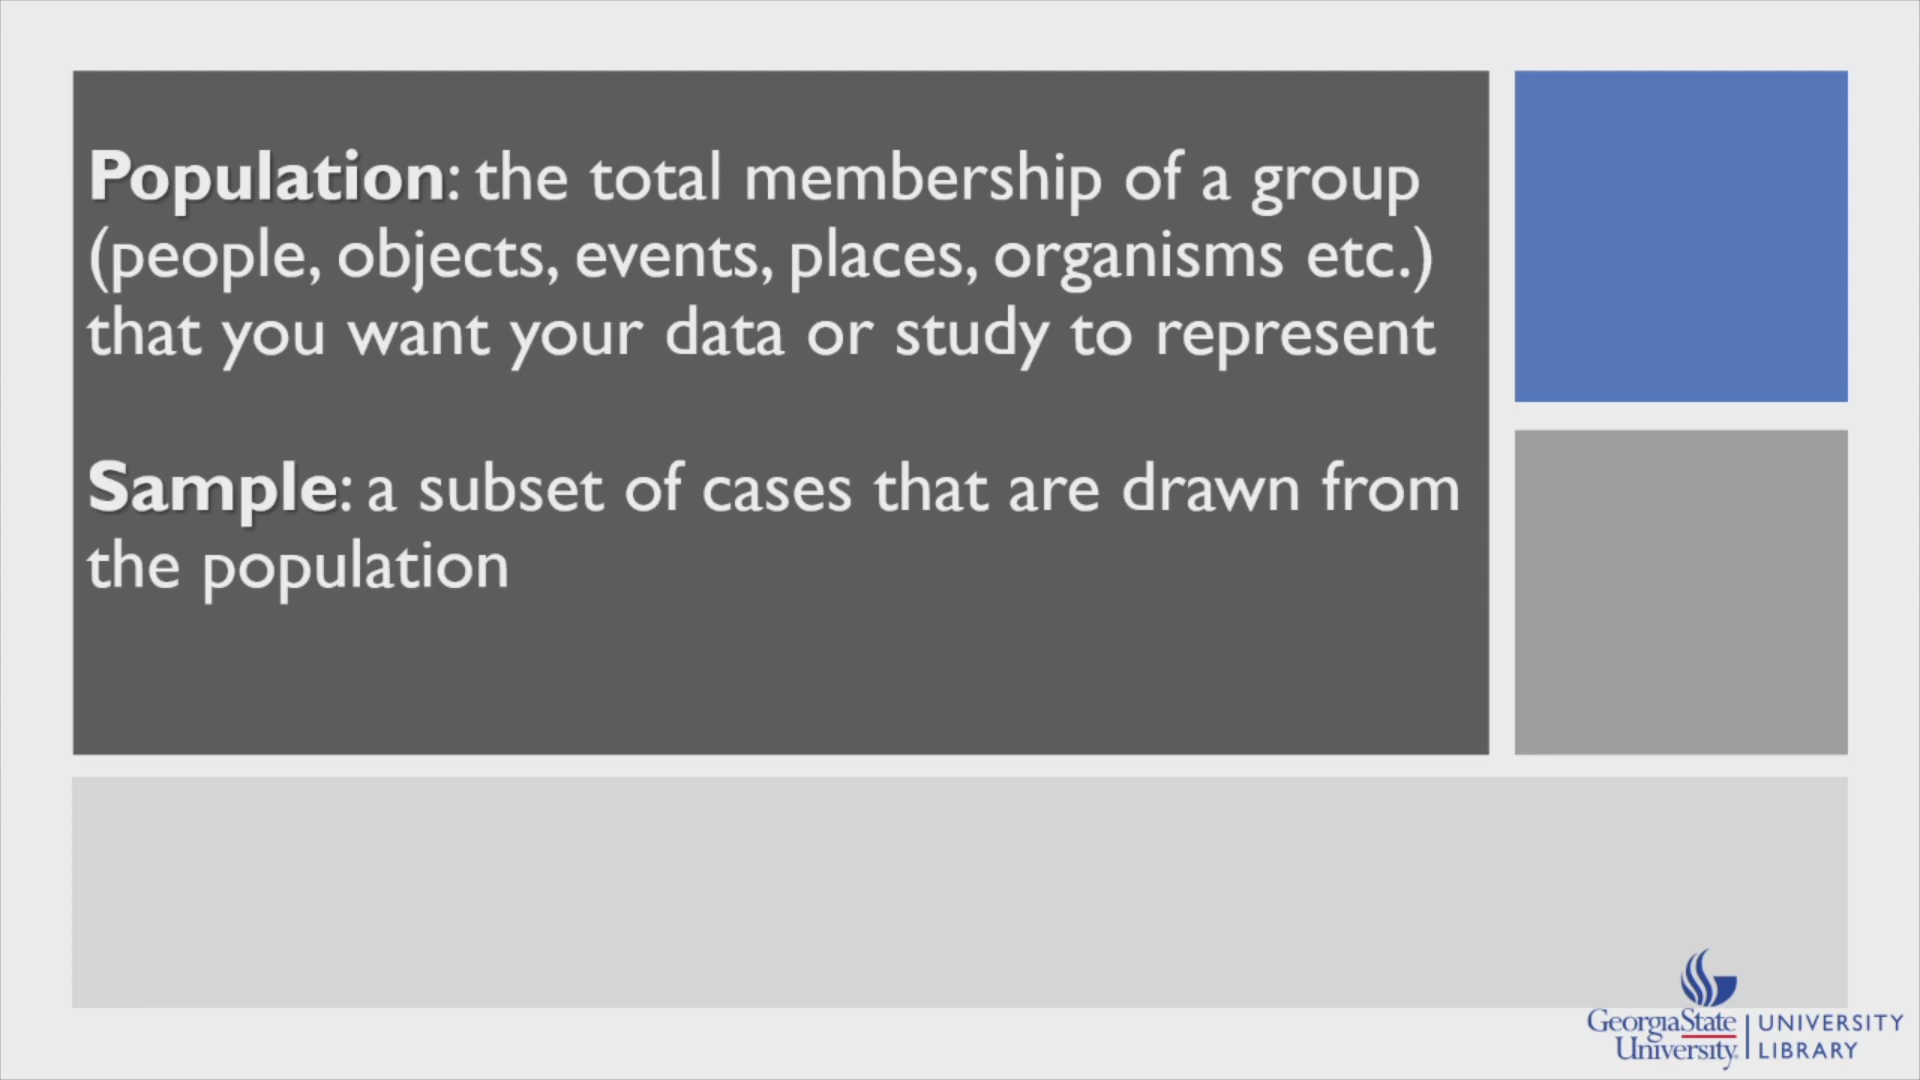 Population: the total membership of a group
(people, objects, events, places, organisms etc.)
that you want your data or study to represent
Sample: a subset of cases that are drawn from
the population
GeorgiaState
University
UNIVERSITY
LIBRARY